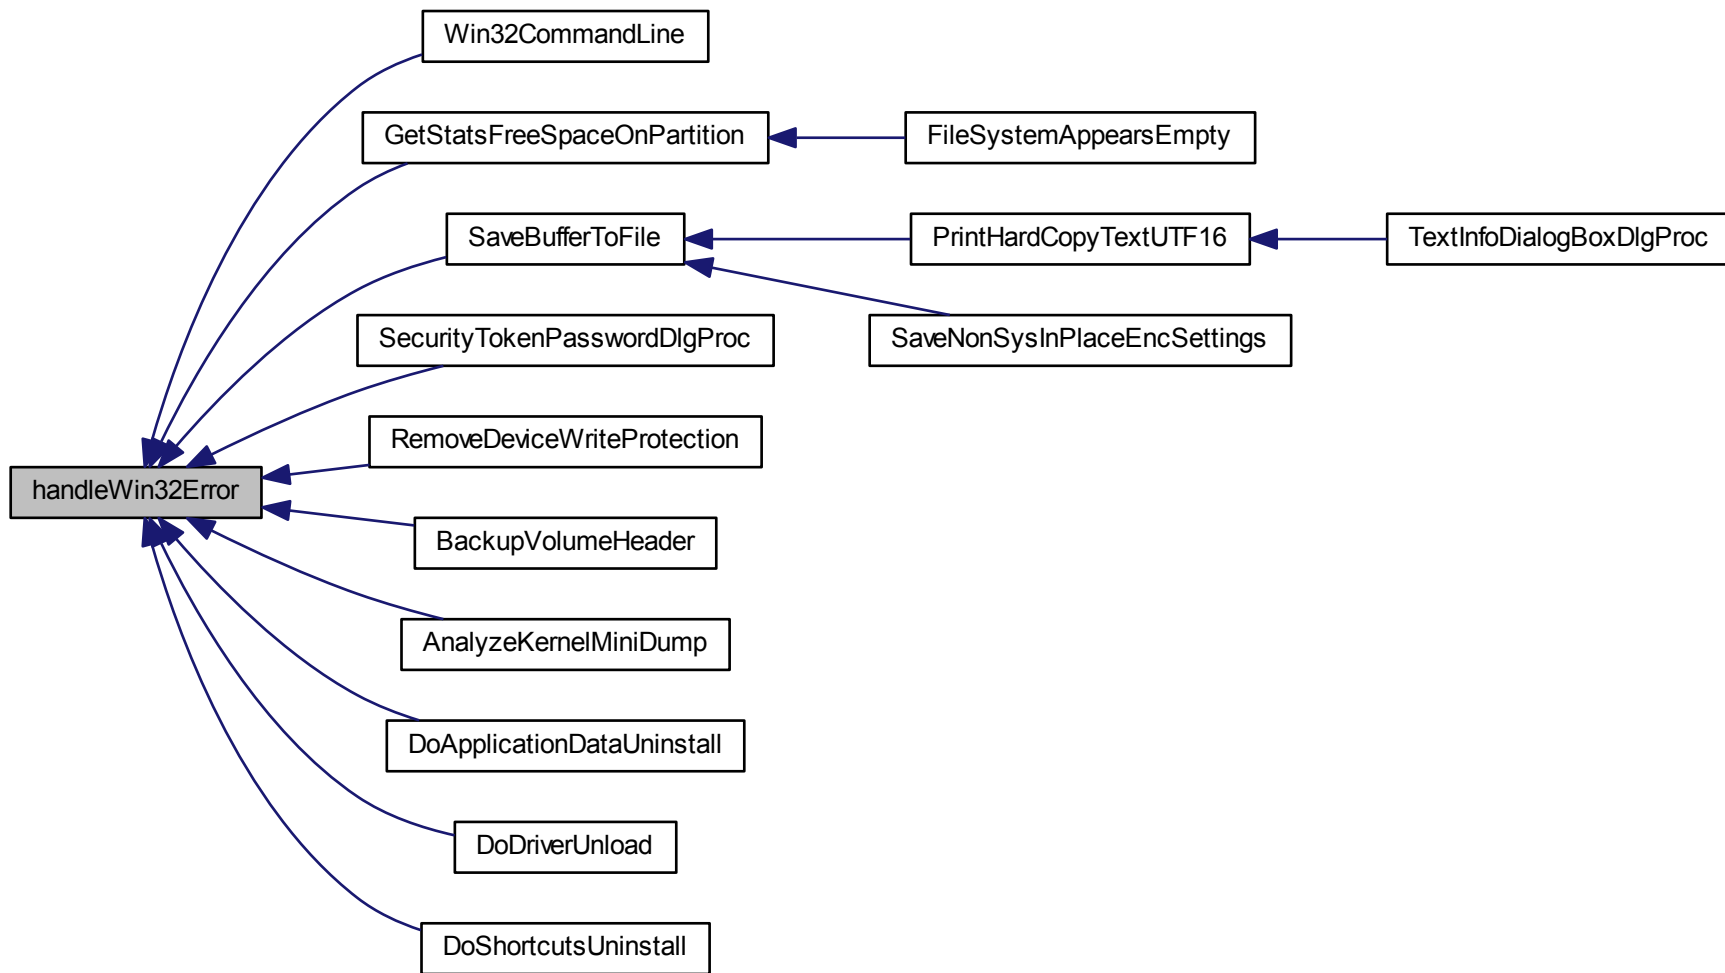 Win32CommandLine
GetStatsFreeSpaceOnPartition
FileSystemAppearsEmpty
SaveBufferToFile
PrintHardCopyTextUTF16
TextInfoDialogBoxDlgProc
SecurityTokenPasswordDlgProc
SaveNonSysInPlaceEncSettings
RemoveDeviceWriteProtection
handleWin32Error
BackupVolumeHeader
AnalyzeKernelMiniDump
DoApplicationDataUninstall
DoDriverUnload
DoShortcutsUninstall